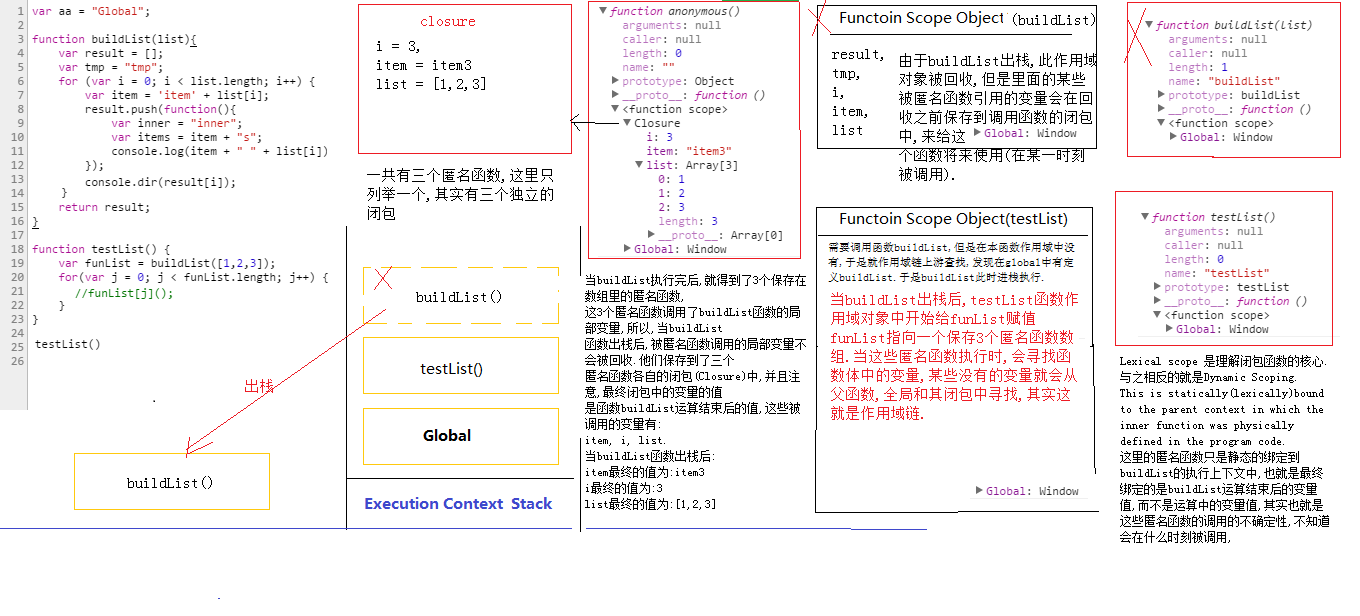 1 var aa = "Global";
2
3 function buildList(list){
4 var result = [];
5 var tmp = "tmp";
6 for (var i = 0; i < list.length; i++) {
7 var item = 'item' + list[i];
8 result.push(function(){
9 var inner = "inner";
10 var items = item + "s";
11 console.log(item + " " + list[i])
12 });
13 console.dir(result[i]);
14 }
15 return result;
16 }
17
18 function testList() {
19 var funList = buildList([1,2,3]);
20 for(var j = 0; j < funList.length; j++) {
21 //funList[j]();
22 }
23 }
24
25 testList()
26
出栈
buildList()
closure
i = 3,
item = item3
list = [1,2,3]
一共有三个匿名函数,这里只
列举一个,其实有三个独立的
闭包
buildList()
testList()
Global
Execution Context Stack
function anonymous()
arguments: null
caller: null
length: 0
name: ""
prototype: Object
__proto__: function ()
<function scope>
Closure
i: 3
item: "item3"
list: Array[3]
0: 1
1: 2
2: 3
length: 3
__proto__: Array[0]
Global: Window
当buildList执行完后,就得到了3个保存在
数组里的匿名函数,
这3个匿名函数调用了buildList函数的局
部变量,所以,当buildList
函数出栈后,被匿名函数调用的局部变量不
会被回收.他们保存到了三个
匿名函数各自的闭包(Closure)中,并且注
意,最终闭包中的变量的值
是函数buildList运算结束后的值,这些被
调用的变量有:
item, i, list.
当buildList函数出栈后:
item最终的值为:item3
i最终的值为:3
list最终的值为:[1,2,3]
Functoin Scope Object (buildList)
result,
tmp,
i,
item,
list
由于buildList出栈,此作用域
对象被回收,但是里面的某些
被匿名函数引用的变量会在回
收之前保存到调用函数的闭包
中,来给这
Global: Window
个函数将来使用(在某一时刻
被调用).
Functoin Scope Object(testList)
需要调用函数buildList,但是在本函数作用域中没
有,于是就作用域链上游查找,发现在global中有定
义buildList.于是buildList此时进栈执行.
当buildList出栈后,testList函数作
用域对象中开始给funList赋值
funList指向一个保存3个匿名函数数
组.当这些匿名函数执行时,会寻找函
数体中的变量,某些没有的变量就会从
父函数,全局和其闭包中寻找,其实这
就是作用域链.
Global: Window
function buildList(list)
arguments: null
caller: null
length: 1
name: "buildList"
prototype: buildList
__proto__: function ()
<function scope>
Global: Window
function testList()
arguments: null
caller: null
length: 0
name: "testList"
prototype: testList
__proto__: function ()
<function scope>
Global: Window
Lexical scope 是理解闭包函数的核心.
与之相反的就是Dynamic Scoping.
This is statically(lexically)bound
to the parent context in which the
inner function was physically
defined in the program code.
这里的匿名函数只是静态的绑定到
buildList的执行上下文中,也就是最终
绑定的是buildList运算结束后的变量
值,而不是运算中的变量值,其实也就是
这些匿名函数的调用的不确定性,不知道
会在什么时刻被调用,